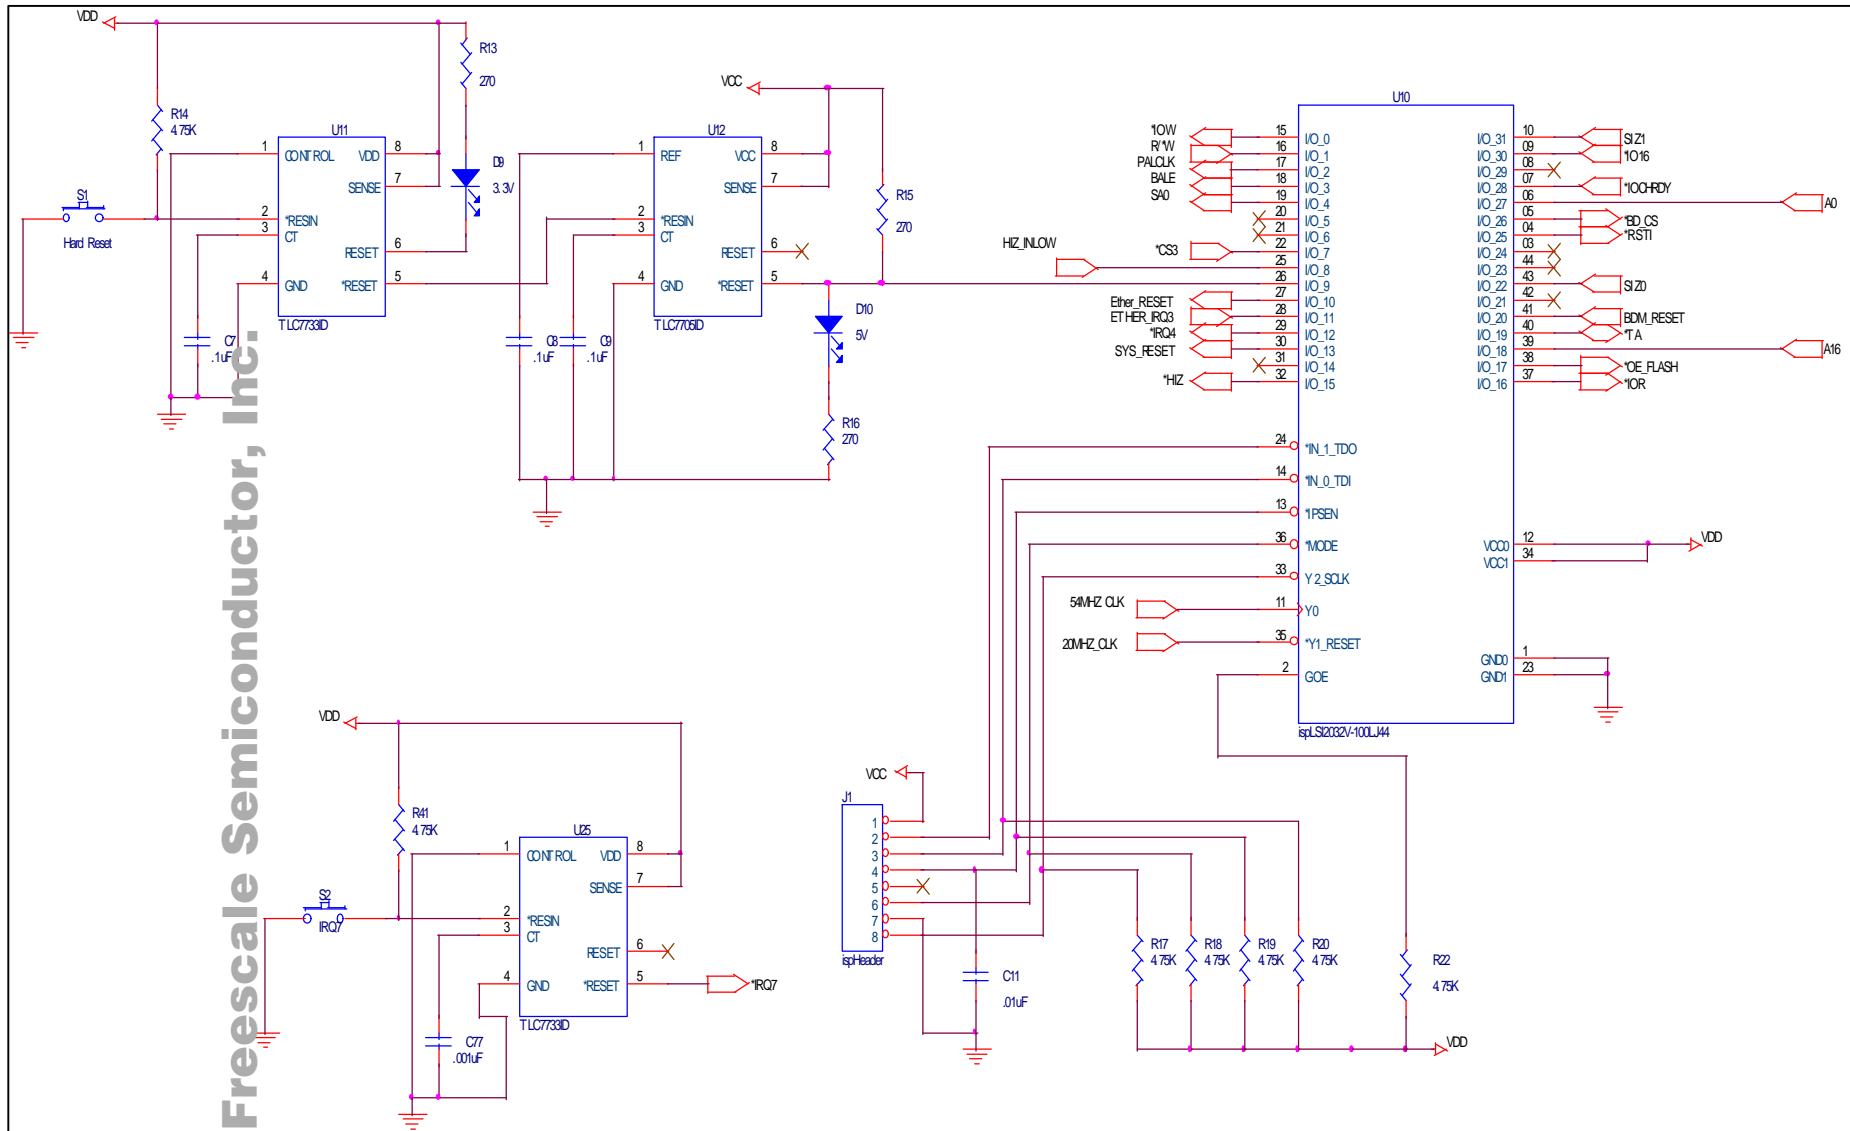 VDD
R13
270
R14
4.75K
U11
1 CONTROL VDD 8
SENSE 7
2 *RESIN
3 CT
RESET 6
*RESET 5
4 GND
TLC7733ID
D9
3.3V
S1
Hard Reset
C7
.1uF
VCC
U12
1 REF VCC 8
SENSE 7
2 *RESIN
3 CT
RESET 6
*RESET 5
4 GND
TLC7705ID
R15
270
C8
.1uF
C9
.1uF
D10
5V
R16
270
U10
*IOW 15 I/O_0
R/*W 16 I/O_1
PALCLK 17 I/O_2
BALE 18 I/O_3
SA0 19 I/O_4
20 I/O_5
21 I/O_6
*CS3 22 I/O_7
HIZ_INLOW 25 I/O_8
26 I/O_9
Ether_RESET 27 I/O_10
ETHER_IRQ3 28 I/O_11
*IRQ4 29 I/O_12
SYS_RESET 30 I/O_13
31 I/O_14
*HIZ 32 I/O_15
I/O_31 10 SIZ1
I/O_30 09 *IO16
I/O_29 08
I/O_28 07 *IOCHRDY
I/O_27 06 A0
I/O_26 05 *BD_CS
I/O_25 04 *RSTI
I/O_24 03
I/O_23 44
I/O_22 43 SIZ0
I/O_21 42
I/O_20 41 BDM_RESET
I/O_19 40 *TA
I/O_18 39 A16
I/O_17 38 *OE_FLASH
I/O_16 37 *IOR
24 *IN_1_TDO
14 *IN_0_TDI
13 *IPSEN
36 *MODE
33 Y2_SCLK
54MHZ CLK 11 Y0
20MHZ_CLK 35 *Y1_RESET
2 GOE
VCC0 12 VDD
VCC1 34
GND0 1
GND1 23
ispLSI2032V-100LJ44
Freescale Semiconductor, Inc.
VDD
R41
4.75K
U25
1 CONTROL VDD 8
SENSE 7
2 *RESIN
3 CT
RESET 6
*RESET 5 *IRQ7
4 GND
TLC7733ID
S2
IRQ7
C77
.001uF
VCC
J1
1
2
3
4
5
6
7
8
ispHeader
C11
.01uF
R17
4.75K
R18
4.75K
R19
4.75K
R20
4.75K
R22
4.75K
VDD